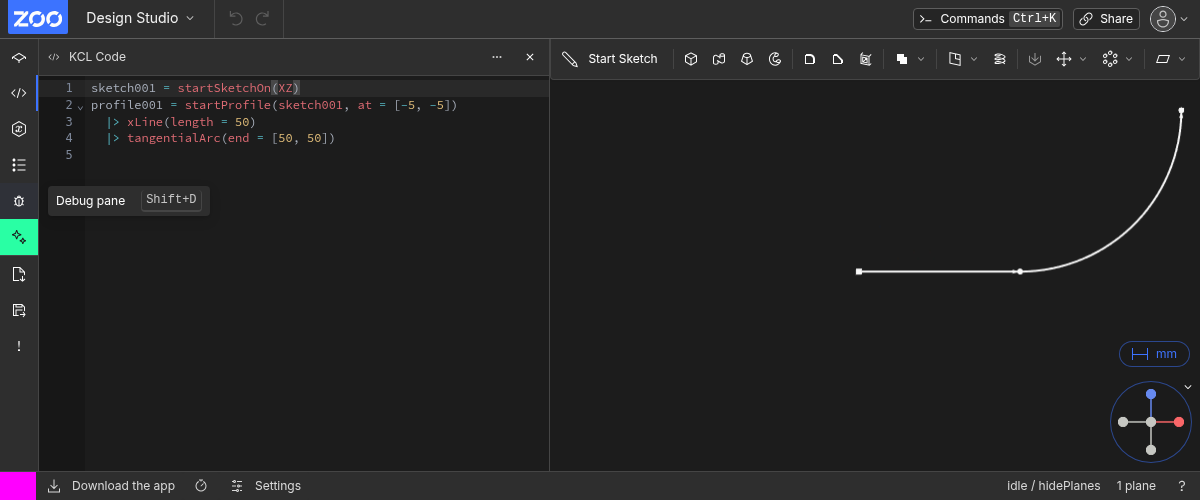 ZOO Design Studio Commands Ctrl+K Share
KCL Code
Start Sketch
1 sketch001 = startSketchOn(XZ)
2 profile001 = startProfile(sketch001, at = [-5, -5])
3 |> xLine(length = 50)
4 |> tangentialArc(end = [50, 50])
5
Debug pane Shift+D
mm
Download the app Settings idle / hidePlanes 1 plane ?